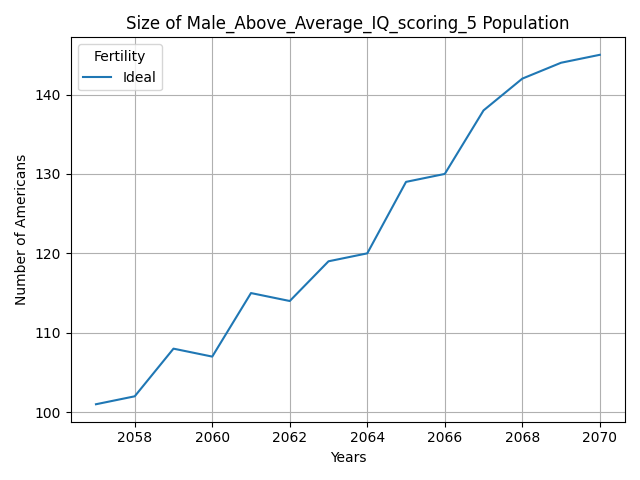 Size of Male_Above_Average_IQ_scoring_5 Population
Fertility
Ideal
Number of Americans
140
130
120
110
100
2058 2060 2062 2064 2066 2068 2070
Years